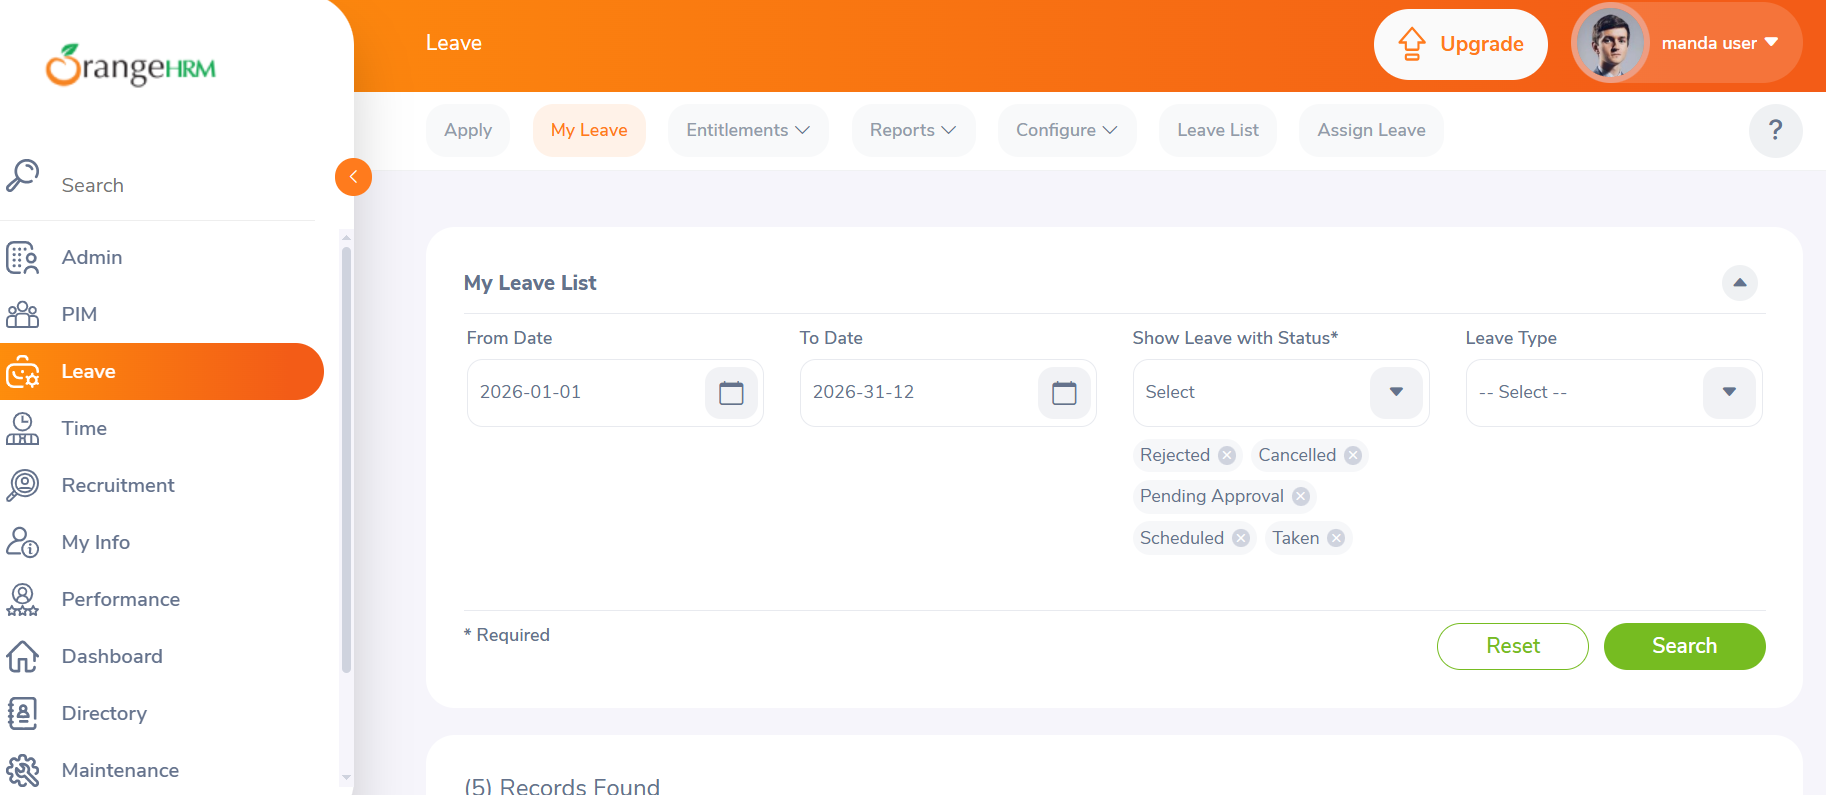 OrangeHRM
Leave
Upgrade
manda user
Apply
My Leave
Entitlements
Reports
Configure
Leave List
Assign Leave
?
Search
Admin
PIM
Leave
Time
Recruitment
My Info
Performance
Dashboard
Directory
Maintenance
My Leave List
From Date
To Date
Show Leave with Status*
Leave Type
2026-01-01
2026-31-12
Select
-- Select --
Rejected
Cancelled
Pending Approval
Scheduled
Taken
* Required
Reset
Search
(5) Records Found